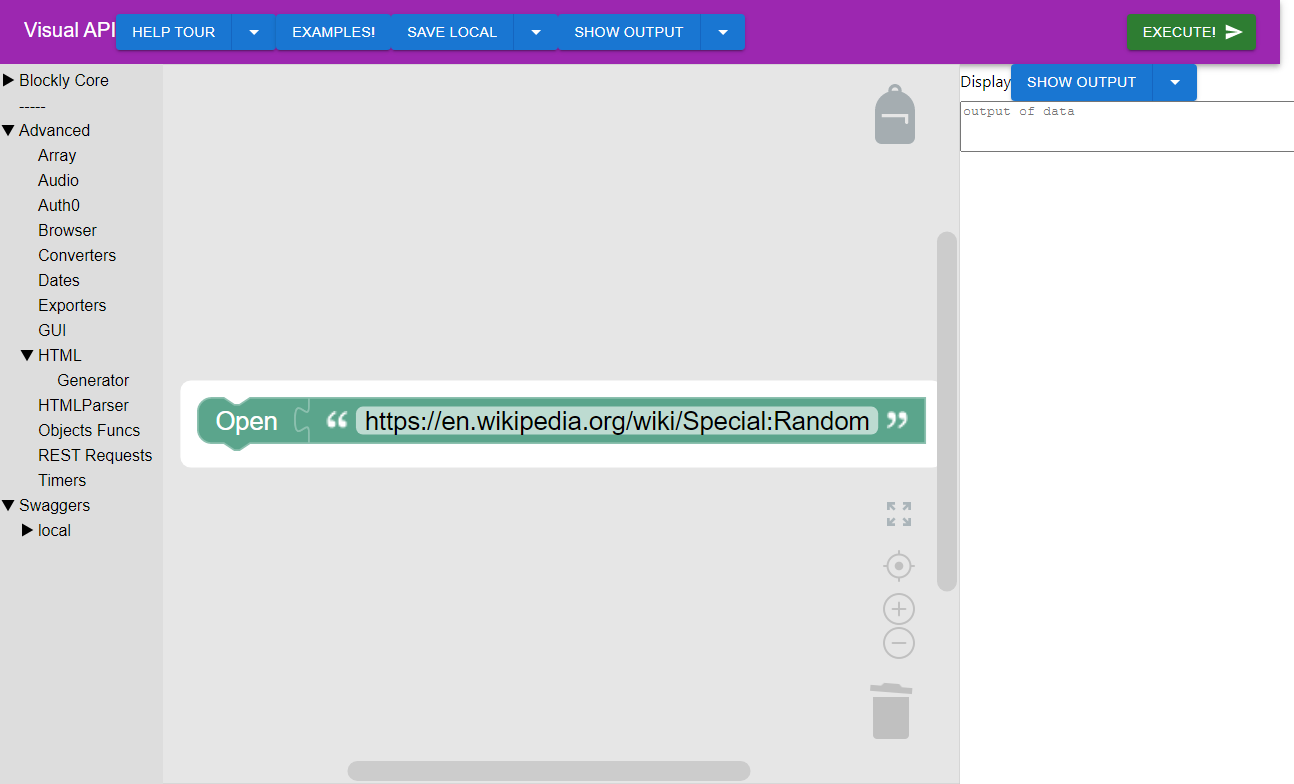 Visual API HELP TOUR EXAMPLES! SAVE LOCAL SHOW OUTPUT EXECUTE!
Blockly Core
-----
Advanced
Array
Audio
Auth0
Browser
Converters
Dates
Exporters
GUI
HTML
Generator
HTMLParser
Objects Funcs
REST Requests
Timers
Swaggers
local
Open “ https://en.wikipedia.org/wiki/Special:Random ”
Display SHOW OUTPUT
output of data